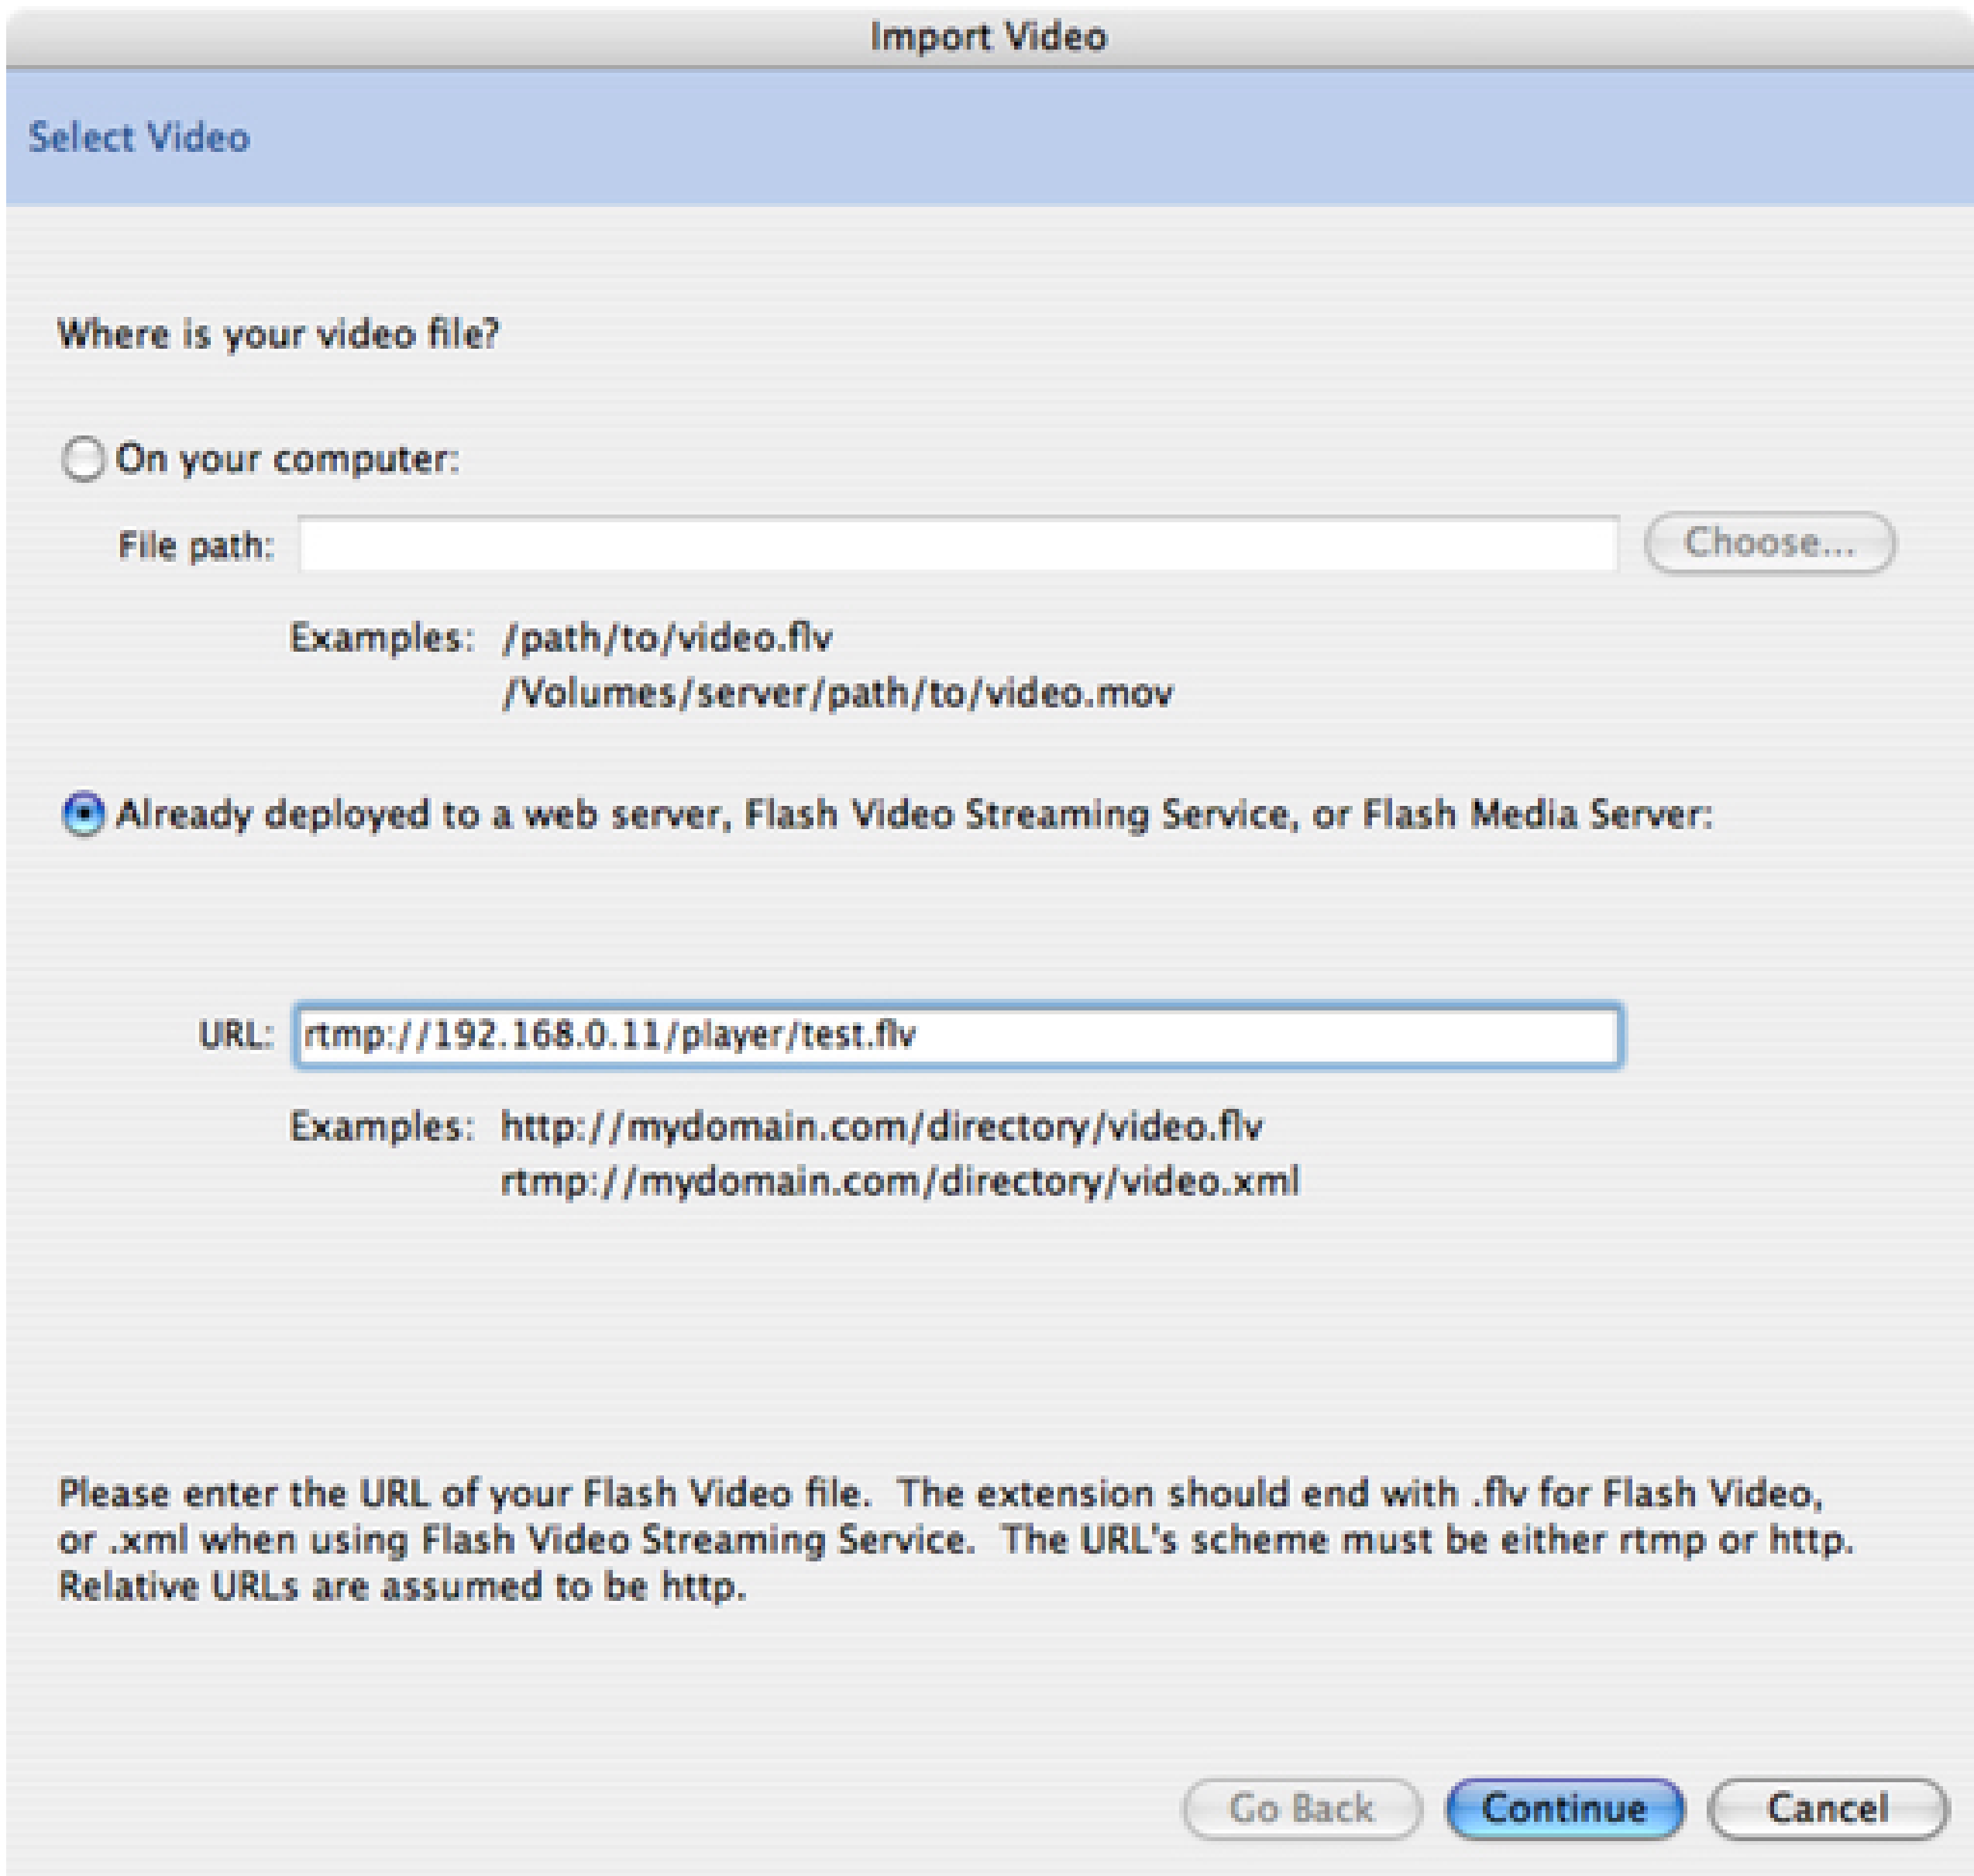 Import Video
Select Video
Where is your video file?
On your computer:
File path: Choose...
Examples: /path/to/video.flv
/Volumes/server/path/to/video.mov
Already deployed to a web server, Flash Video Streaming Service, or Flash Media Server:
URL: rtmp://192.168.0.11/player/test.flv
Examples: http://mydomain.com/directory/video.flv
rtmp://mydomain.com/directory/video.xml
Please enter the URL of your Flash Video file. The extension should end with .flv for Flash Video,
or .xml when using Flash Video Streaming Service. The URL's scheme must be either rtmp or http.
Relative URLs are assumed to be http.
Go Back Continue Cancel